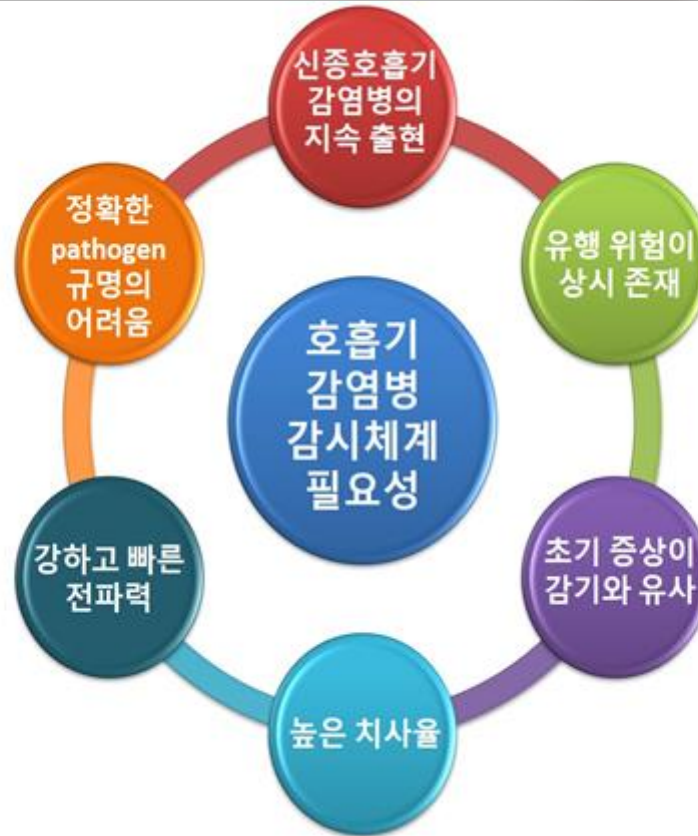 신종호흡기
감염병의
지속 출현
유행 위험이
상시 존재
초기 증상이
감기와 유사
높은 치사율
강하고 빠른
전파력
정확한
pathogen
규명의
어려움
호흡기
감염병
감시체계
필요성